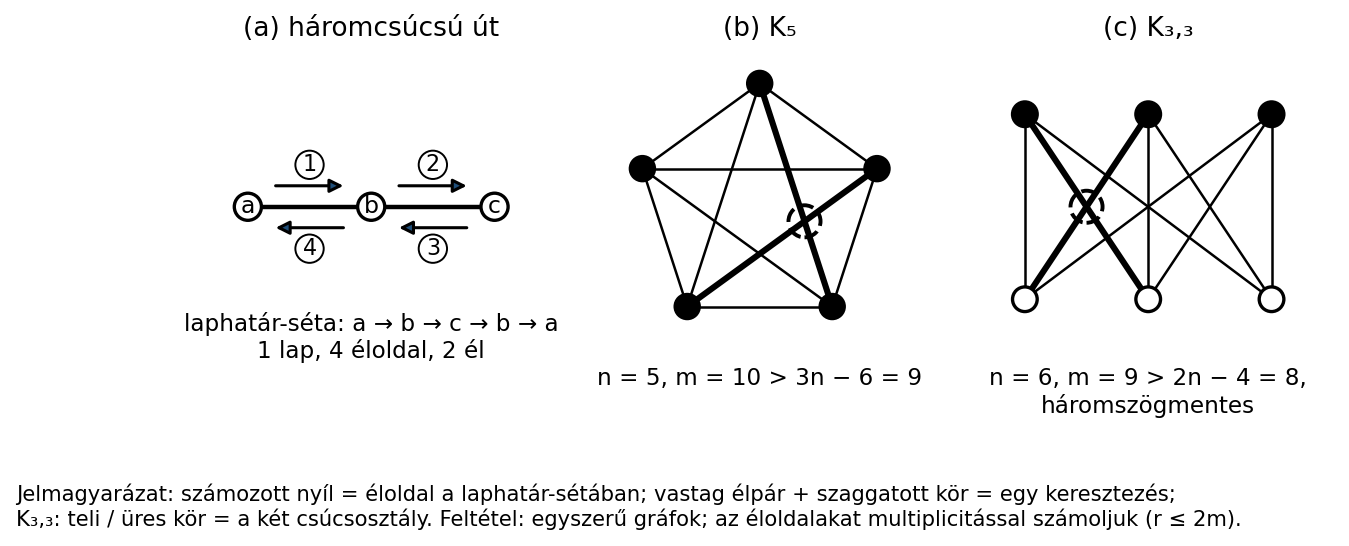 (a) háromcsúcsú út
(b) K₅
(c) K₃,₃
1
2
a
b
c
4
3
laphatár-séta: a → b → c → b → a
1 lap, 4 éloldal, 2 él
n = 5, m = 10 > 3n − 6 = 9
n = 6, m = 9 > 2n − 4 = 8,
háromszögmentes
Jelmagyarázat: számozott nyíl = éloldal a laphatár-sétában; vastag élpár + szaggatott kör = egy keresztezés;
K₃,₃: teli / üres kör = a két csúcsosztály. Feltétel: egyszerű gráfok; az éloldalakat multiplicitással számoljuk (r ≤ 2m).